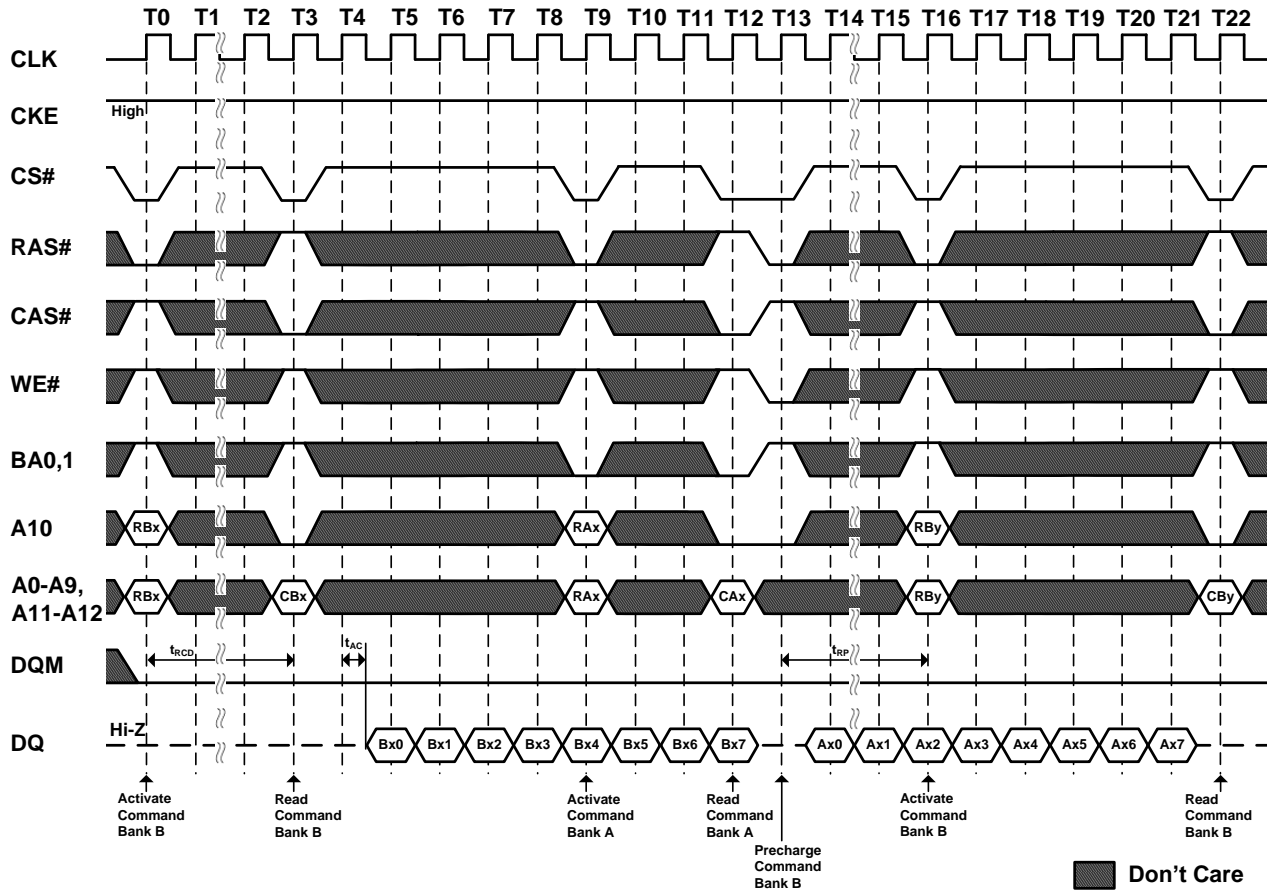 T0 T1 T2 T3 T4 T5 T6 T7 T8 T9 T10 T11 T12 T13 T14 T15 T16 T17 T18 T19 T20 T21 T22
CLK
CKE High
CS#
RAS#
CAS#
WE#
BA0,1
A10 RBx RAx RBy
A0-A9,
A11-A12 RBx CBx RAx CAx RBy CBy
DQM tRCD tAC tRP
DQ Hi-Z Bx0 Bx1 Bx2 Bx3 Bx4 Bx5 Bx6 Bx7 Ax0 Ax1 Ax2 Ax3 Ax4 Ax5 Ax6 Ax7
Activate
Command
Bank B
Read
Command
Bank B
Activate
Command
Bank A
Read
Command
Bank A
Precharge
Command
Bank B
Activate
Command
Bank B
Read
Command
Bank B
Don't Care